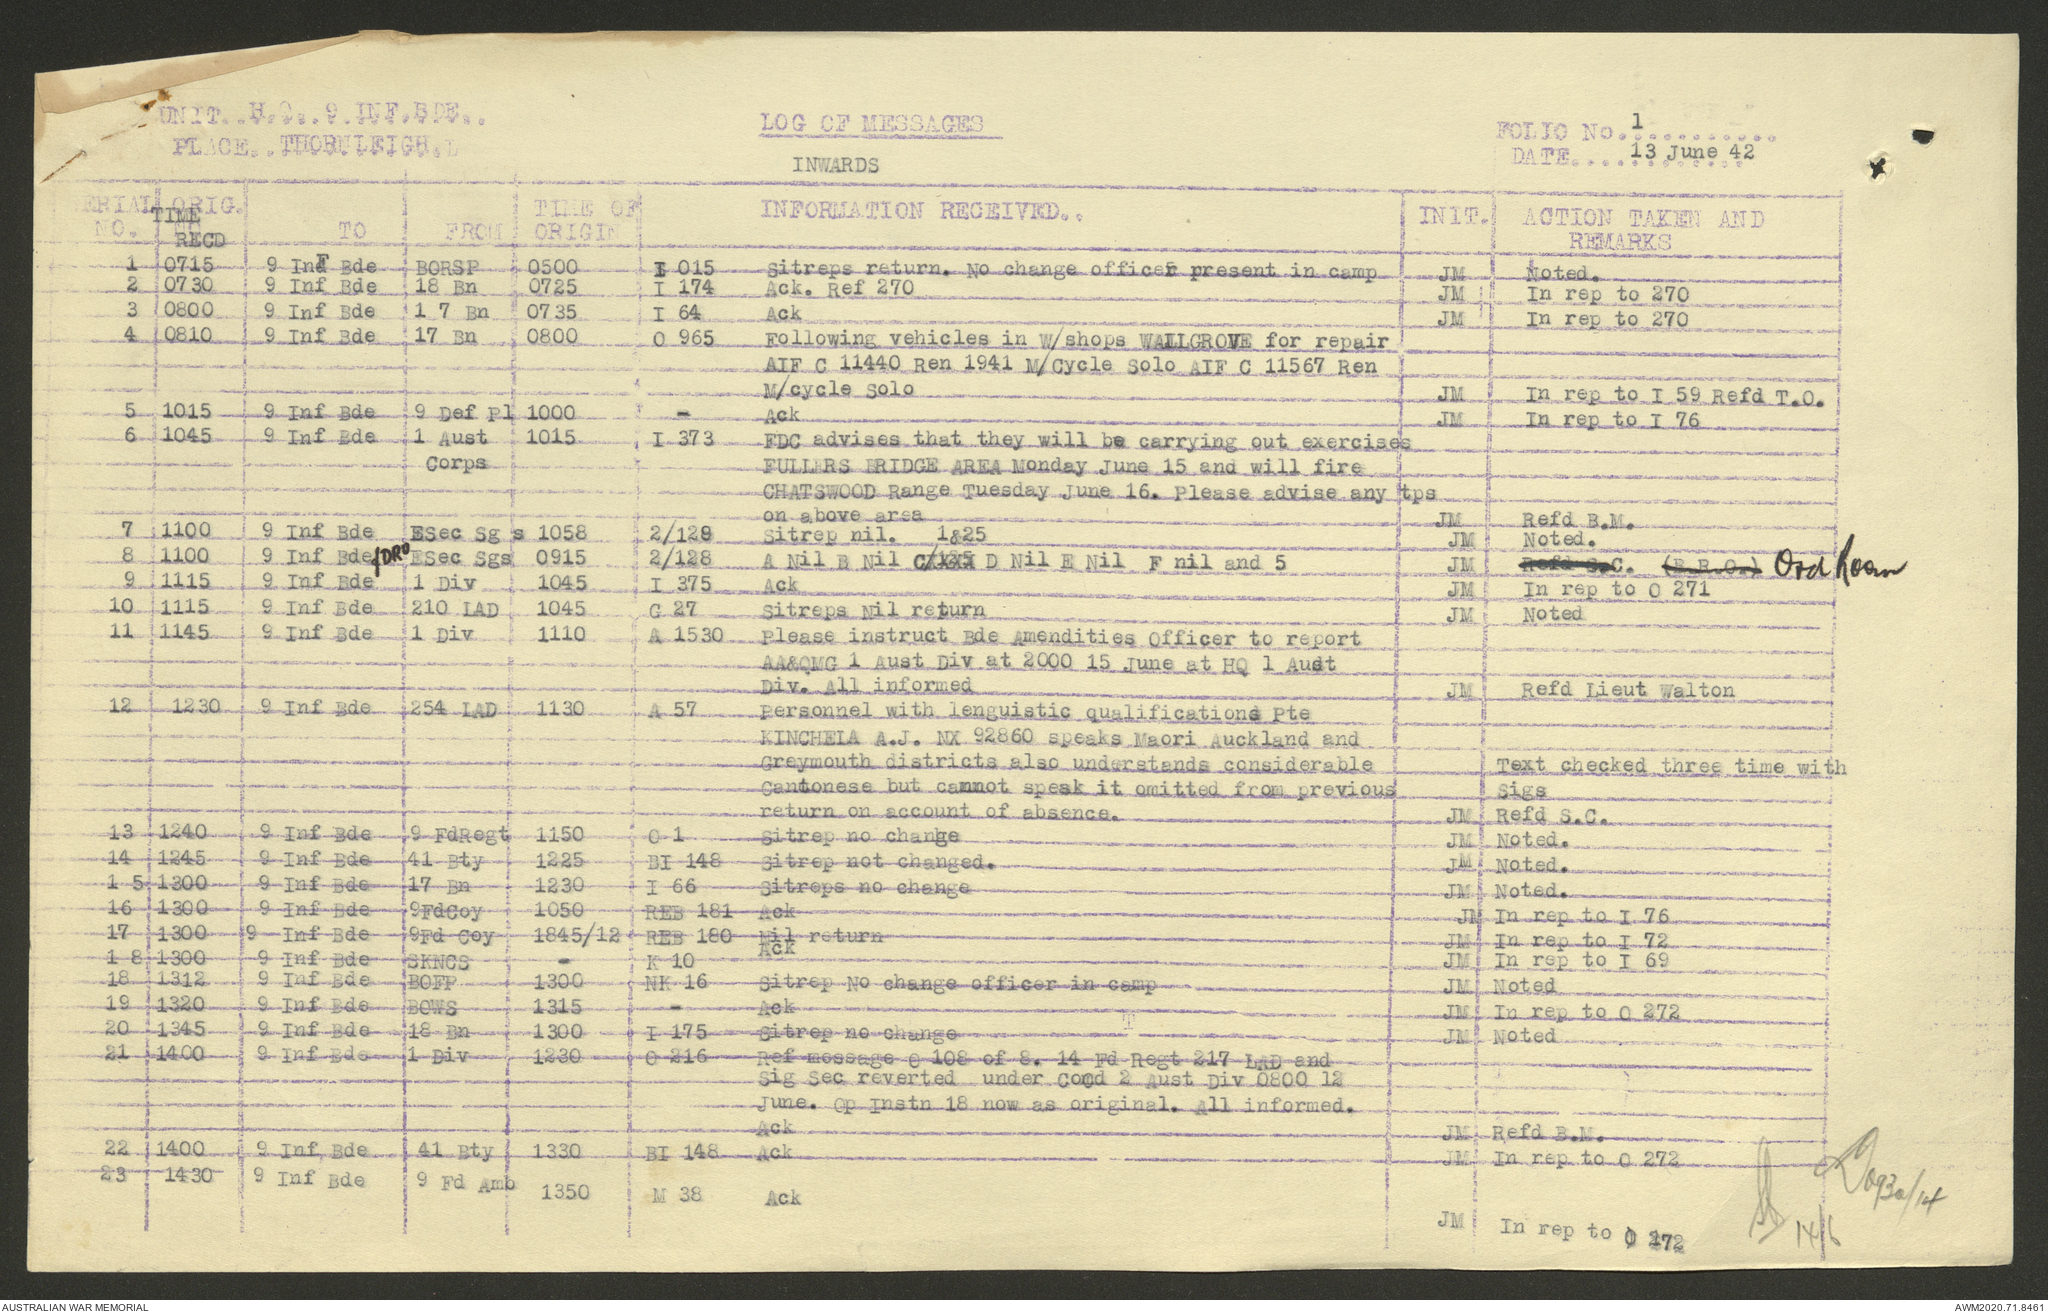 UNIT..H.Q..9.INF.BDE..
PLACE..THORNLEIGH.
LOG OF MESSAGES
INWARDS
FOLIO No.1...........
DATE....13 June 42
SERIAL NO. ORIG. TIME RECD TO FROM TIME OF ORIGIN INFORMATION RECEIVED.. INIT. ACTION TAKEN AND REMARKS
1 0715 9 Inf Bde BORSP 0500 I 015 Sitreps return. No change officer present in camp JM Noted.
2 0730 9 Inf Bde 18 Bn 0725 I 174 Ack. Ref 270 JM In rep to 270
3 0800 9 Inf Bde 1 7 Bn 0735 I 64 Ack JM In rep to 270
4 0810 9 Inf Bde 17 Bn 0800 O 965 Following vehicles in W/shops WALLGROVE for repair
AIF C 11440 Ren 1941 M/Cycle Solo AIF C 11567 Ren
M/cycle Solo JM In rep to I 59 Refd T.O.
5 1015 9 Inf Bde 9 Def Pl 1000 - Ack JM In rep to I 76
6 1045 9 Inf Bde 1 Aust 1015 I 373 FDC advises that they will be carrying out exercises
Corps FULLERS BRIDGE AREA Monday June 15 and will fire
CHATSWOOD Range Tuesday June 16. Please advise any tps
on above area JM Refd B.M.
7 1100 9 Inf Bde ESec Sg s 1058 2/129 Sitrep nil. 1&25 JM Noted.
8 1100 9 Inf Bde/DRO ESec Sgs 0915 2/128 A Nil B Nil C/135 D Nil E Nil F nil and 5 JM Refd S.C. (B.R.O.) Ord Room
9 1115 9 Inf Bde 1 Div 1045 I 375 Ack JM In rep to O 271
10 1115 9 Inf Bde 210 LAD 1045 G 27 Sitreps Nil return JM Noted
11 1145 9 Inf Bde 1 Div 1110 A 1530 Please instruct Bde Amendities Officer to report
AA&QMG 1 Aust Div at 2000 15 June at HQ 1 Aust
Div. All informed JM Refd Lieut Walton
12 1230 9 Inf Bde 254 LAD 1130 A 57 Personnel with lenguistic qualifications Pte
KINCHELA A.J. NX 92860 speaks Maori Auckland and
Greymouth districts also understands considerable Text checked three time with
Cantonese but cannot speak it omitted from previous Sigs
return on account of absence. JM Refd S.C.
13 1240 9 Inf Bde 9 FdRegt 1150 O 1 Sitrep no change JM Noted.
14 1245 9 Inf Bde 41 Bty 1225 BI 148 Sitrep not changed. JM Noted.
1 5 1300 9 Inf Bde 17 Bn 1230 I 66 Sitreps no change JM Noted.
16 1300 9 Inf Bde 9FdCoy 1050 REB 181 Ack JM In rep to I 76
17 1300 9 Inf Bde 9Fd Coy 1845/12 REB 180 Nil return JM In rep to I 72
1 8 1300 9 Inf Bde SKNCS - K 10 Ack JM In rep to I 69
18 1312 9 Inf Bde BOFP 1300 NK 16 Sitrep No change officer in camp JM Noted
19 1320 9 Inf Bde BOWS 1315 - Ack JM In rep to O 272
20 1345 9 Inf Bde 18 Bn 1300 I 175 Sitrep no change JM Noted
21 1400 9 Inf Bde 1 Div 1230 O 216 Ref message O 108 of 8. 14 Fd Regt 217 LAD and
Sig Sec reverted under Comd 2 Aust Div 0800 12
June. Op Instn 18 now as original. All informed.
Ack JM Refd B.M.
22 1400 9 Inf Bde 41 Bty 1330 BI 148 Ack JM In rep to O 272
23 1430 9 Inf Bde 9 Fd Amb 1350 M 38 Ack
JM In rep to O 272
14/6
AUSTRALIAN WAR MEMORIAL
AWM2020.71.8461